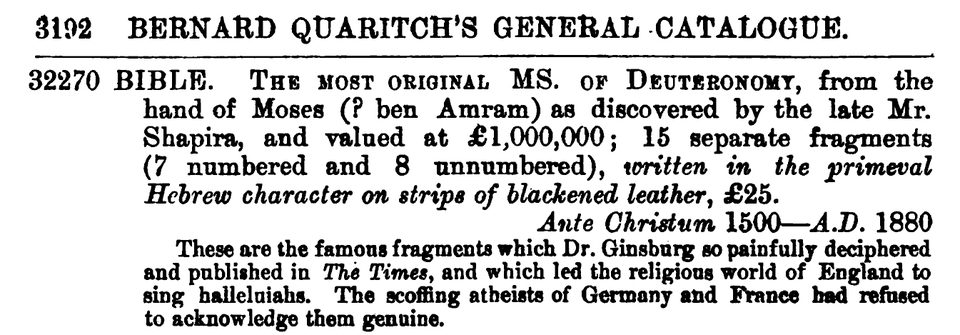 3192 BERNARD QUARITCH'S GENERAL CATALOGUE.
32270 BIBLE. THE MOST ORIGINAL MS. OF DEUTERONOMY, from the
hand of Moses (? ben Amram) as discovered by the late Mr.
Shapira, and valued at £1,000,000; 15 separate fragments
(7 numbered and 8 unnumbered), written in the primeval
Hebrew character on strips of blackened leather, £25.
Ante Christum 1500—A.D. 1880
These are the famous fragments which Dr. Ginsburg so painfully deciphered
and published in The Times, and which led the religious world of England to
sing halleluiahs. The scoffing atheists of Germany and France had refused
to acknowledge them genuine.